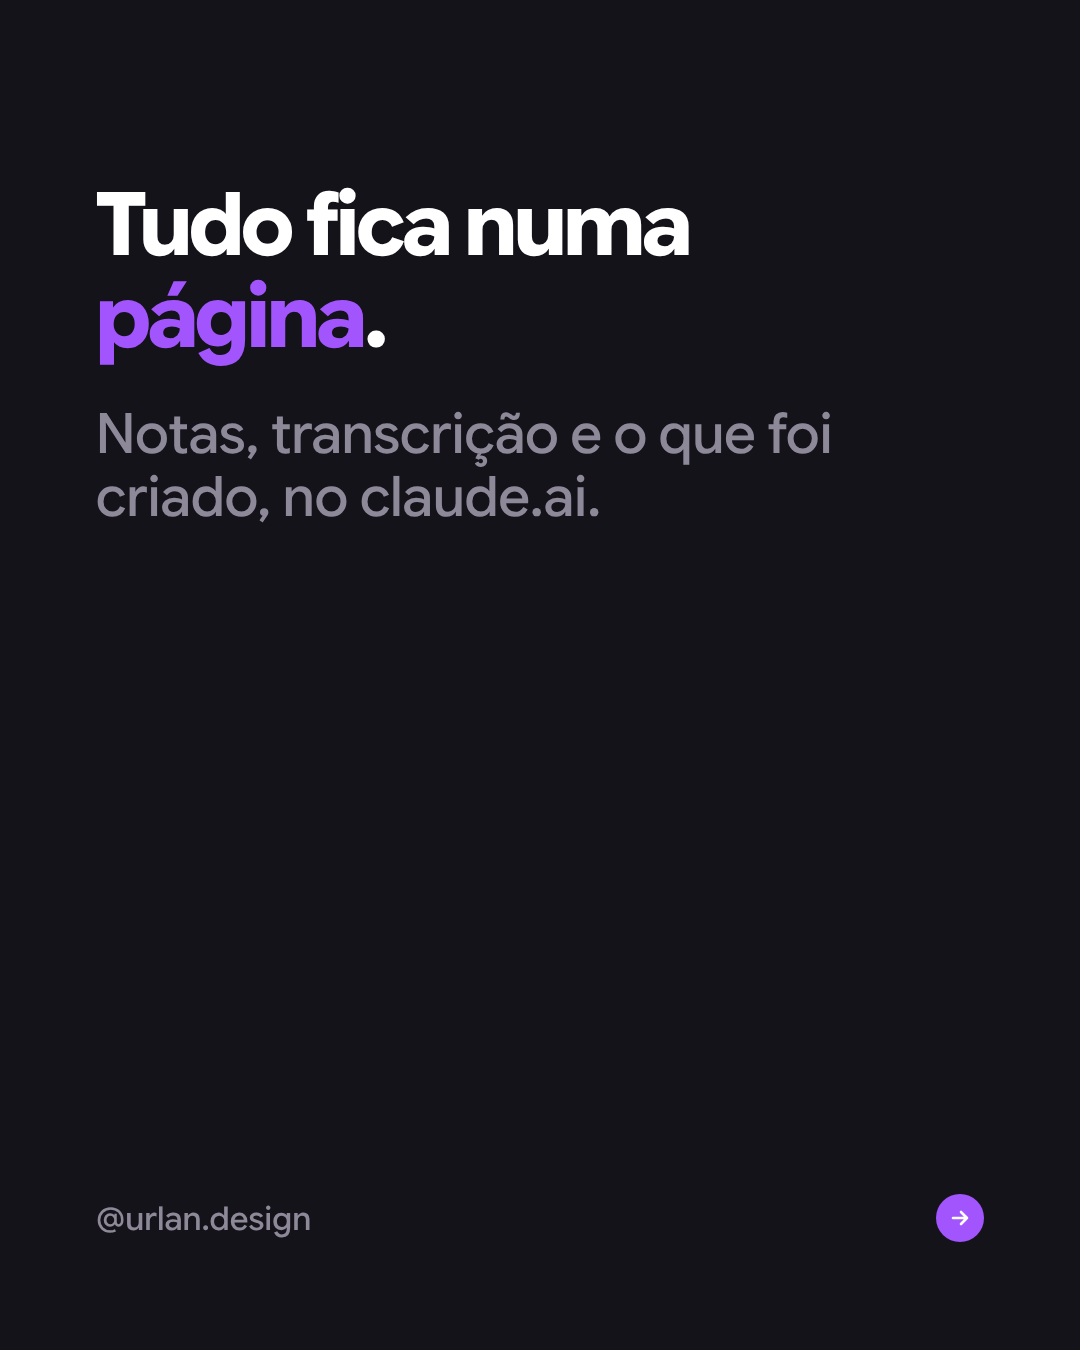 Tudo fica numa
página.
Notas, transcrição e o que foi
criado, no claude.ai.
@urlan.design